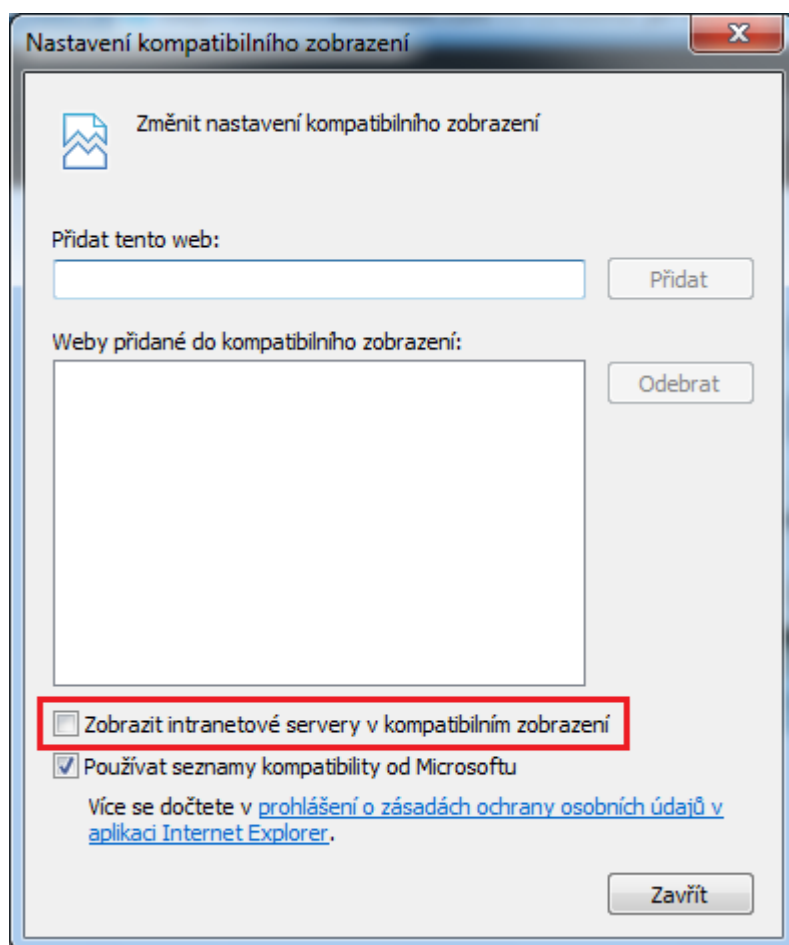 Nastavení kompatibilního zobrazení
Změnit nastavení kompatibilního zobrazení
Přidat tento web:
Přidat
Weby přidané do kompatibilního zobrazení:
Odebrat
Zobrazit intranetové servery v kompatibilním zobrazení
Používat seznamy kompatibility od Microsoftu
Více se dočtete v prohlášení o zásadách ochrany osobních údajů v
aplikaci Internet Explorer.
Zavřít